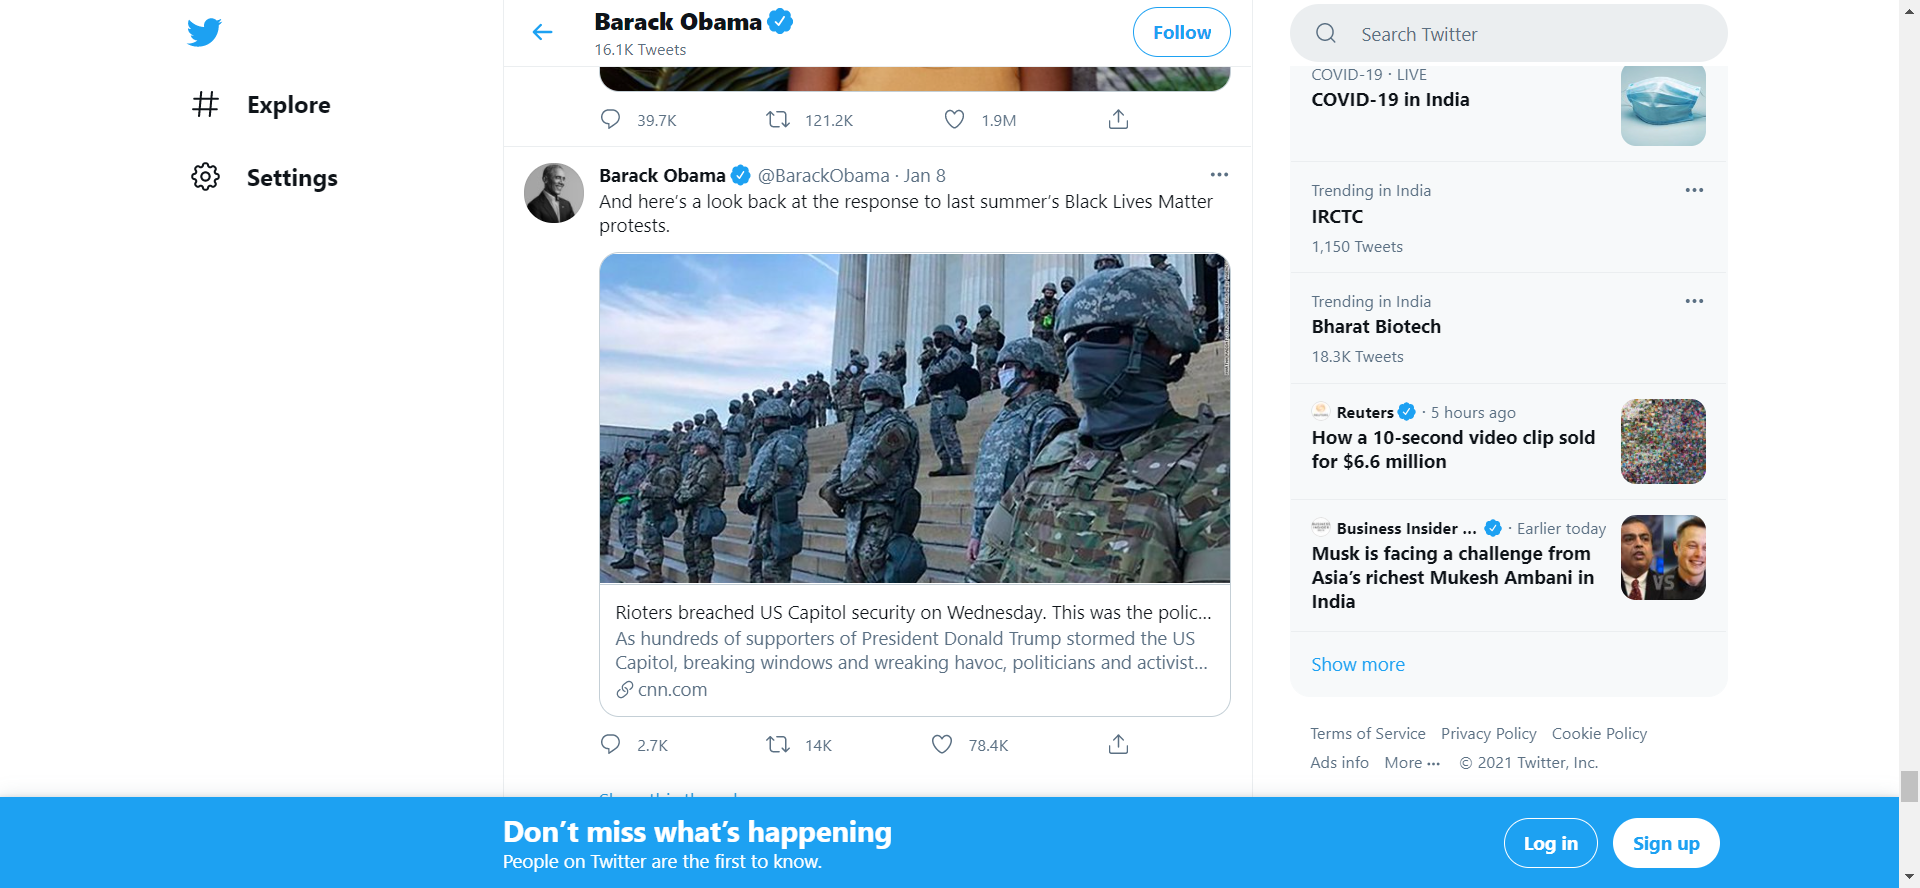 Explore
Settings
Barack Obama
16.1K Tweets
Follow
39.7K
121.2K
1.9M
Barack Obama @BarackObama · Jan 8
And here's a look back at the response to last summer's Black Lives Matter
protests.
Rioters breached US Capitol security on Wednesday. This was the polic...
As hundreds of supporters of President Donald Trump stormed the US
Capitol, breaking windows and wreaking havoc, politicians and activist...
cnn.com
2.7K
14K
78.4K
Search Twitter
COVID-19 · LIVE
COVID-19 in India
Trending in India
IRCTC
1,150 Tweets
Trending in India
Bharat Biotech
18.3K Tweets
Reuters · 5 hours ago
How a 10-second video clip sold
for $6.6 million
Business Insider ... · Earlier today
Musk is facing a challenge from
Asia's richest Mukesh Ambani in
India
VS
Show more
Terms of Service Privacy Policy Cookie Policy
Ads info More ··· © 2021 Twitter, Inc.
Don't miss what's happening
People on Twitter are the first to know.
Log in
Sign up